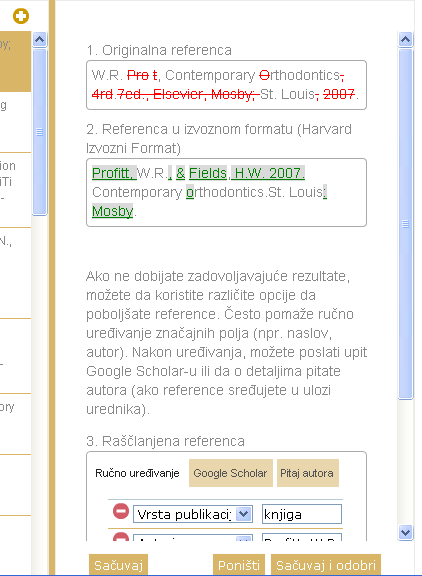 y,
g
ion
iTi
N.,
ory
1. Originalna referenca
W.R. Pro t, Contemporary Orthodontics,
4rd.7ed., Elsevier, Mosby; St. Louis, 2007.
2. Referenca u izvoznom formatu (Harvard
Izvozni Format)
Profitt, W.R., & Fields, H.W. 2007.
Contemporary orthodontics.St. Louis:
Mosby.
Ako ne dobijate zadovoljavajuće rezultate,
možete da koristite različite opcije da
poboljšate reference. Često pomaže ručno
uređivanje značajnih polja (npr. naslov,
autor). Nakon uređivanja, možete poslati upit
Google Scholar-u ili da o detaljima pitate
autora (ako reference sređujete u ulozi
urednika).
3. Raščlanjena referenca
Ručno uređivanje Google Scholar Pitaj autora
Vrsta publikacij knjiga
Sačuvaj Poništi Sačuvaj i odobri